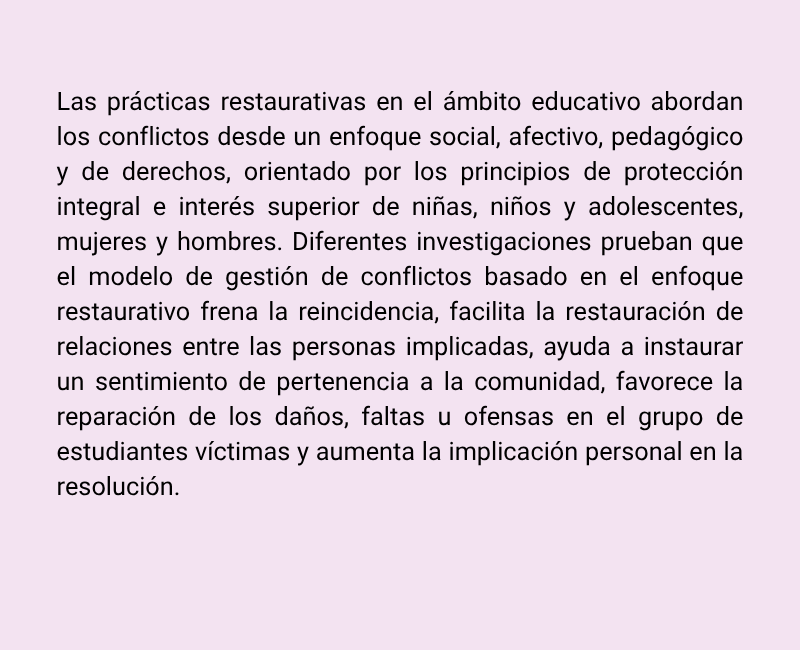 Las prácticas restaurativas en el ámbito educativo abordan
los conflictos desde un enfoque social, afectivo, pedagógico
y de derechos, orientado por los principios de protección
integral e interés superior de niñas, niños y adolescentes,
mujeres y hombres. Diferentes investigaciones prueban que
el modelo de gestión de conflictos basado en el enfoque
restaurativo frena la reincidencia, facilita la restauración de
relaciones entre las personas implicadas, ayuda a instaurar
un sentimiento de pertenencia a la comunidad, favorece la
reparación de los daños, faltas u ofensas en el grupo de
estudiantes víctimas y aumenta la implicación personal en la
resolución.